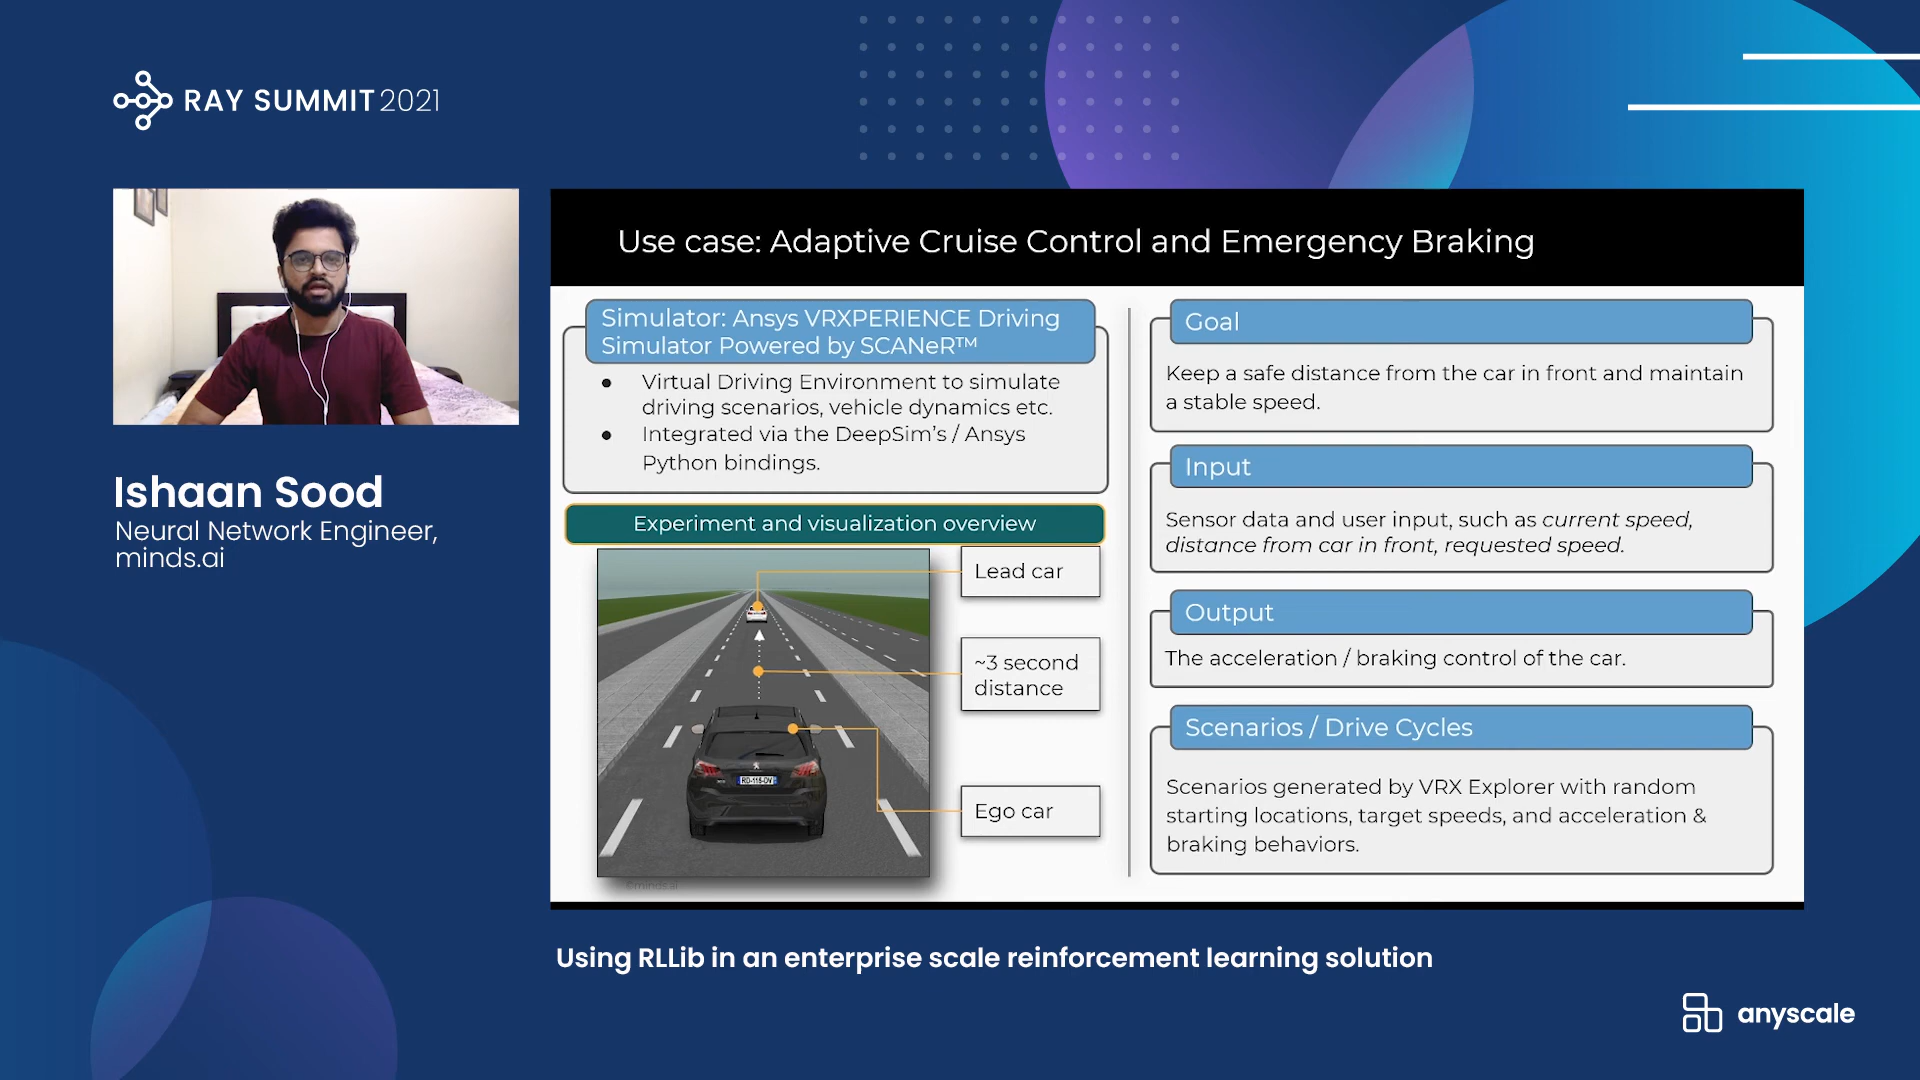 RAY SUMMIT 2021
Ishaan Sood
Neural Network Engineer,
minds.ai
Use case: Adaptive Cruise Control and Emergency Braking
Simulator: Ansys VRXPERIENCE Driving
Simulator Powered by SCANeR™
● Virtual Driving Environment to simulate
driving scenarios, vehicle dynamics etc.
● Integrated via the DeepSim's / Ansys
Python bindings.
Experiment and visualization overview
Lead car
~3 second
distance
Ego car
RD-118-DV
©minds.ai
Goal
Keep a safe distance from the car in front and maintain
a stable speed.
Input
Sensor data and user input, such as current speed,
distance from car in front, requested speed.
Output
The acceleration / braking control of the car.
Scenarios / Drive Cycles
Scenarios generated by VRX Explorer with random
starting locations, target speeds, and acceleration &
braking behaviors.
Using RLLib in an enterprise scale reinforcement learning solution
anyscale